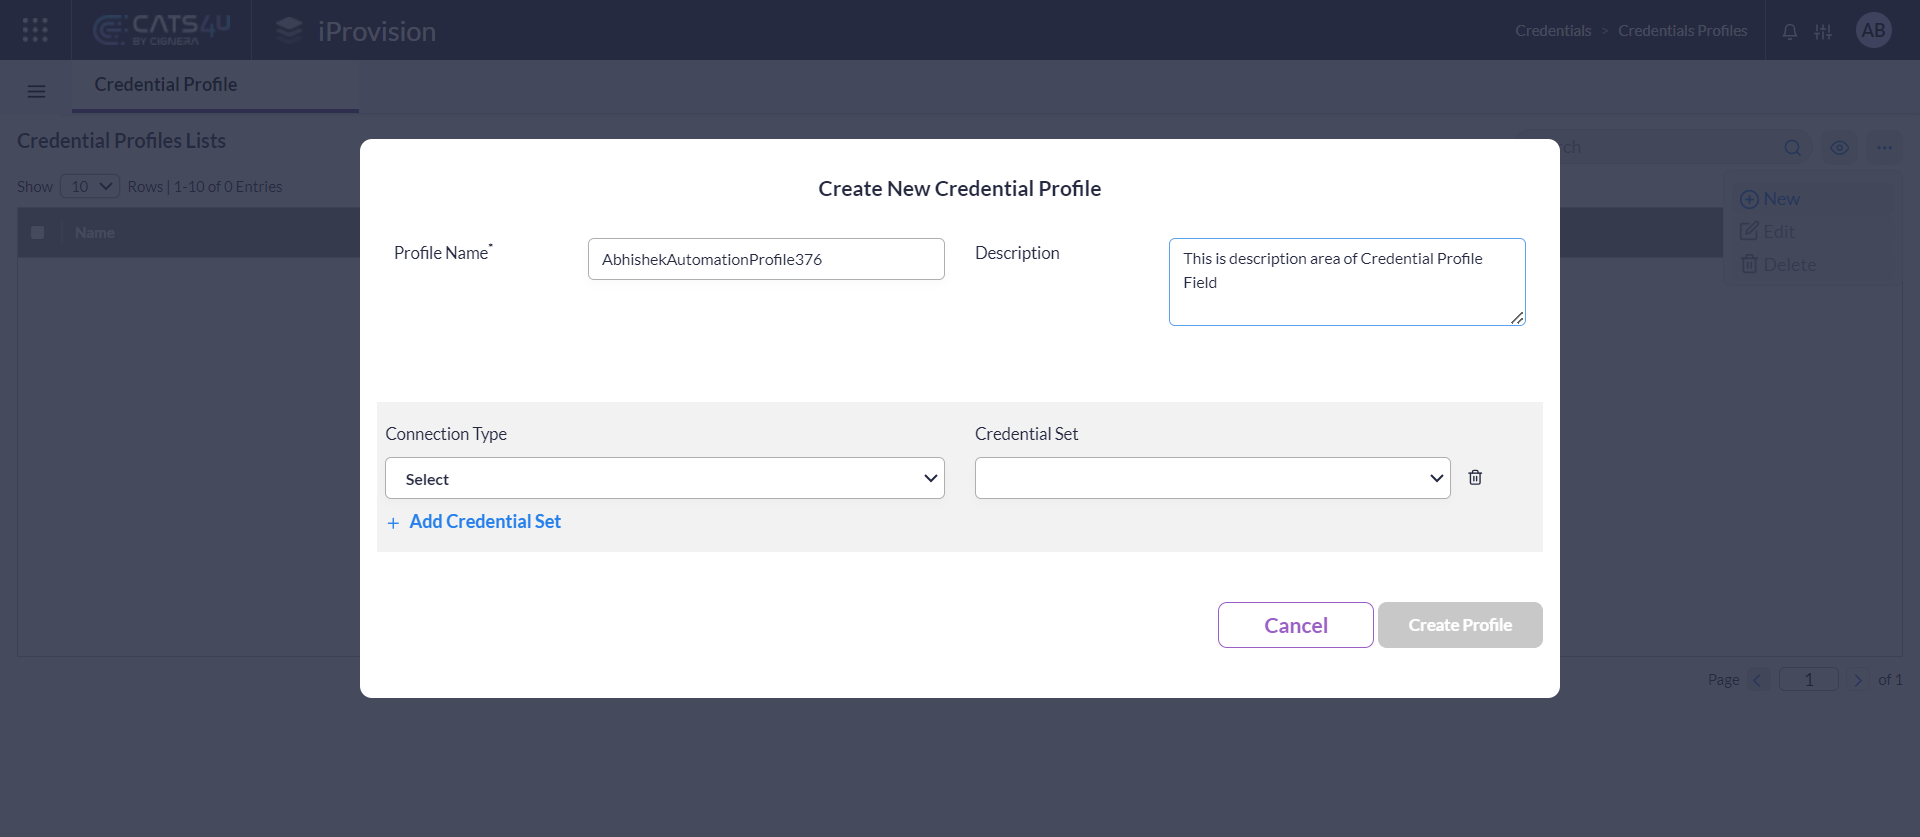 CATS4U
BY CIGNERA
iProvision
Credentials > Credentials Profiles
AB
Credential Profile
Credential Profiles Lists
ch
Show 10 Rows | 1-10 of 0 Entries
Name
New
Edit
Delete
Create New Credential Profile
Profile Name*
AbhishekAutomationProfile376
Description
This is description area of Credential Profile
Field
Connection Type
Credential Set
Select
+ Add Credential Set
Cancel
Create Profile
Page 1 of 1